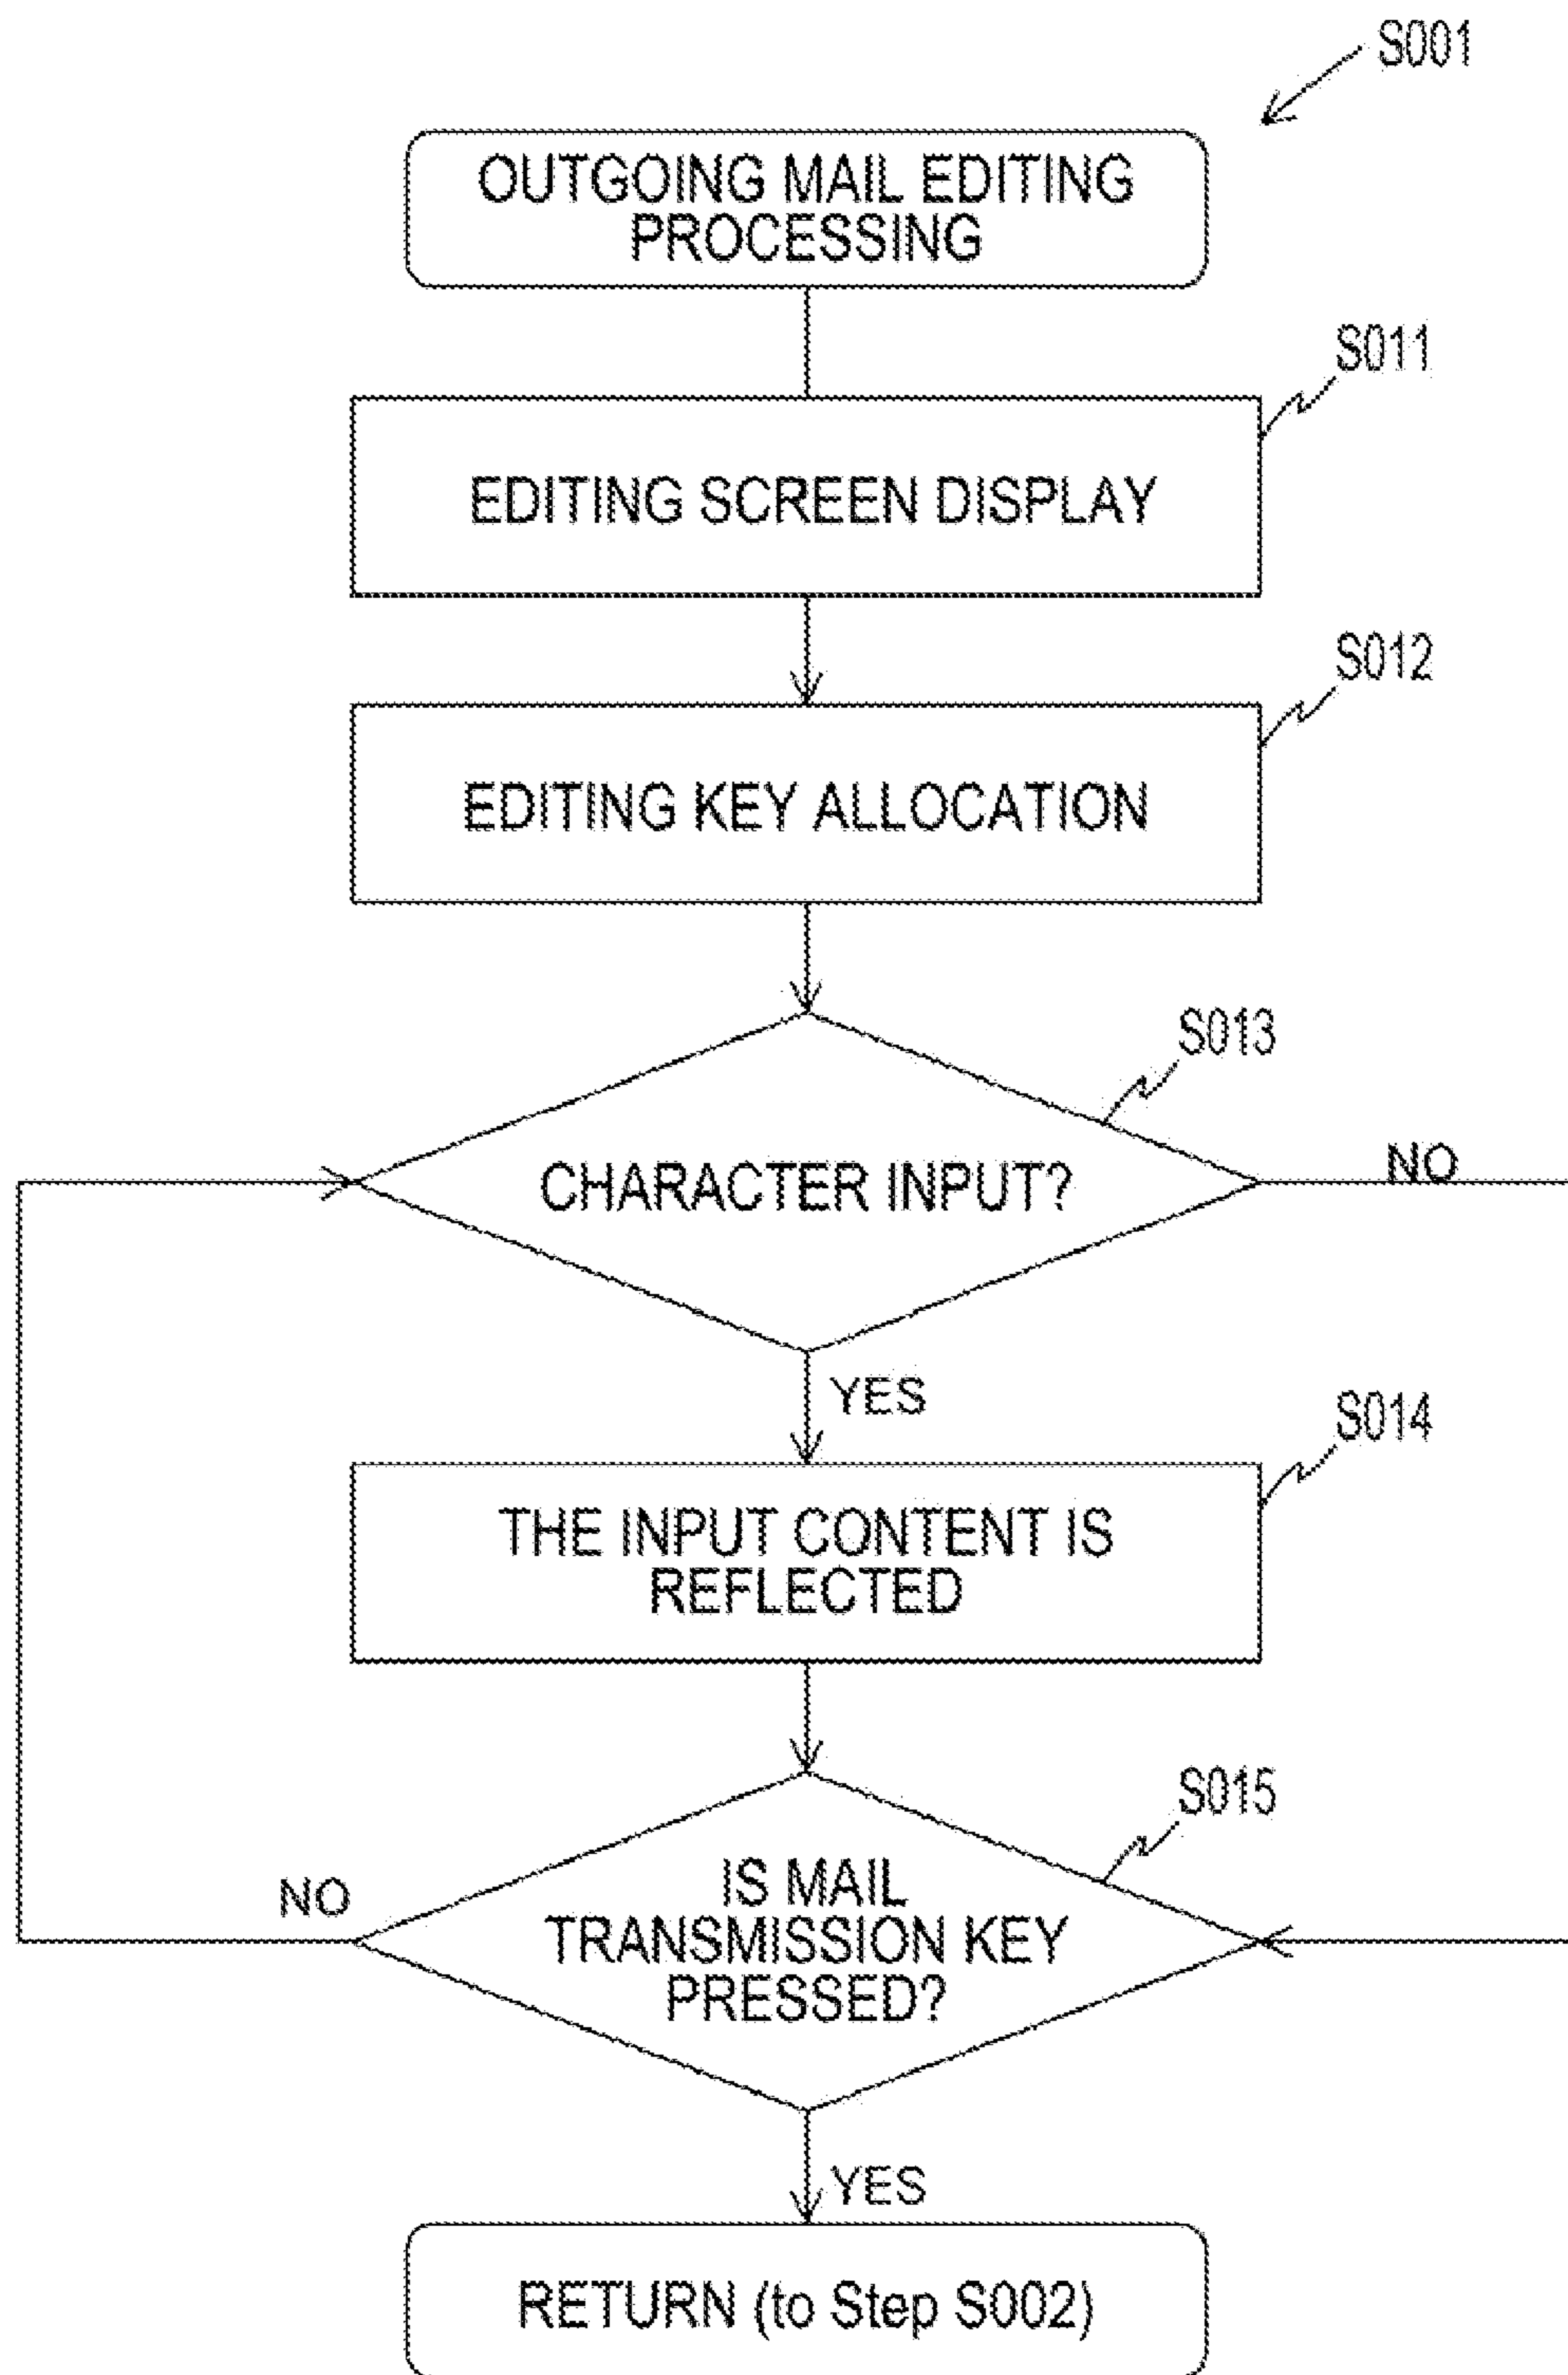 S001
OUTGOING MAIL EDITING
PROCESSING
S011
EDITING SCREEN DISPLAY
S012
EDITING KEY ALLOCATION
S013
CHARACTER INPUT?
NO
YES
S014
THE INPUT CONTENT IS
REFLECTED
S015
IS MAIL
TRANSMISSION KEY
PRESSED?
NO
YES
RETURN (to Step S002)